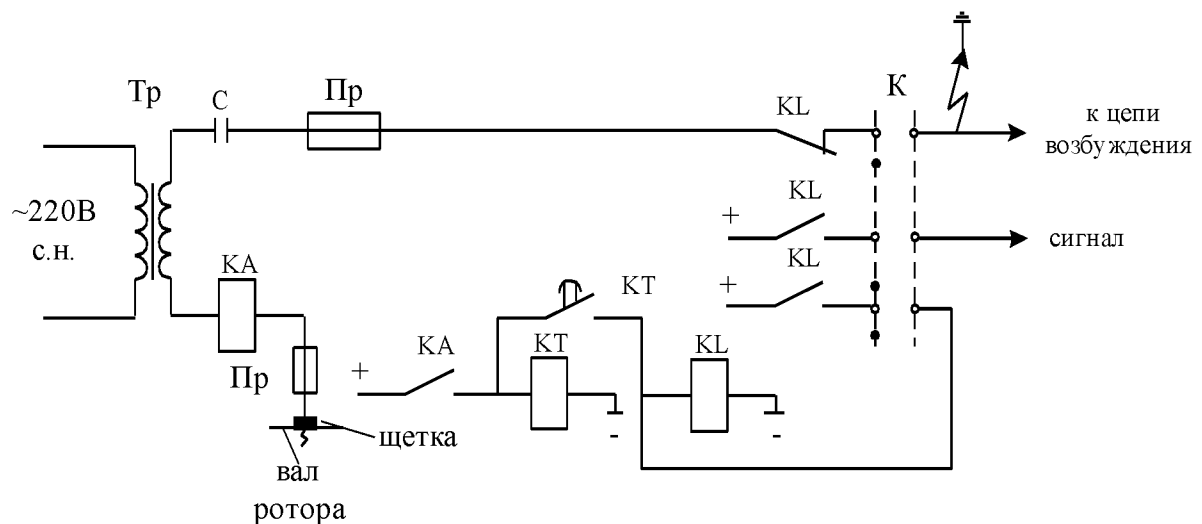 Тр
С
Пр
KL
К
к цепи
возбуждения
~220В
с.н.
KL
+
сигнал
KA
KT
KL
+
KA
KT
KL
+
Пр
-
-
щетка
вал
ротора